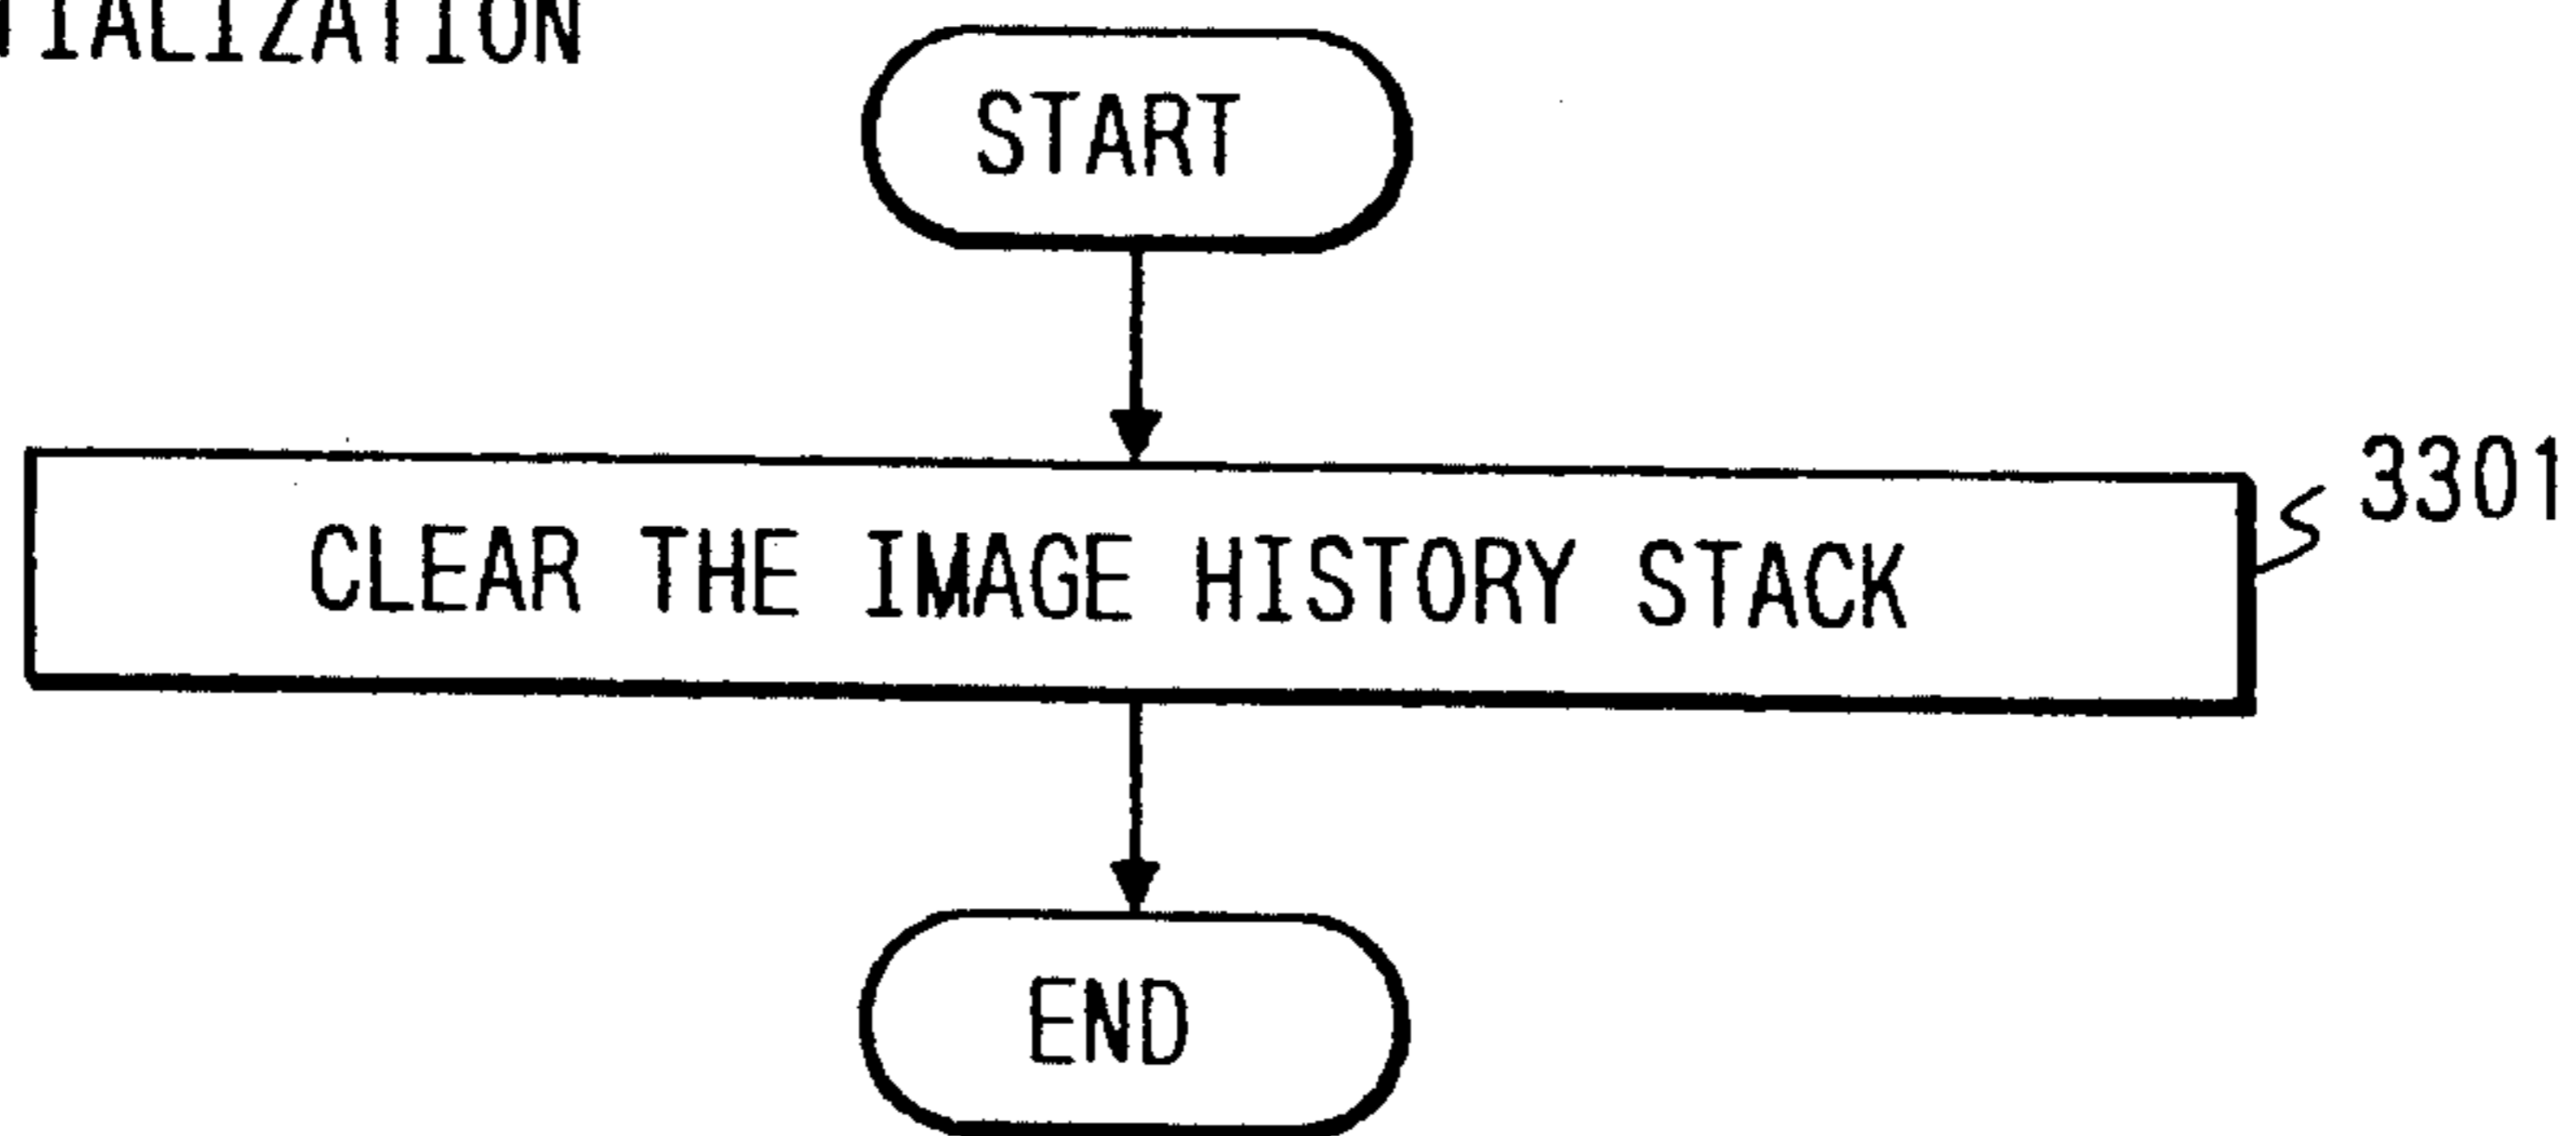 TIALIZATION
START
CLEAR THE IMAGE HISTORY STACK
3301
END